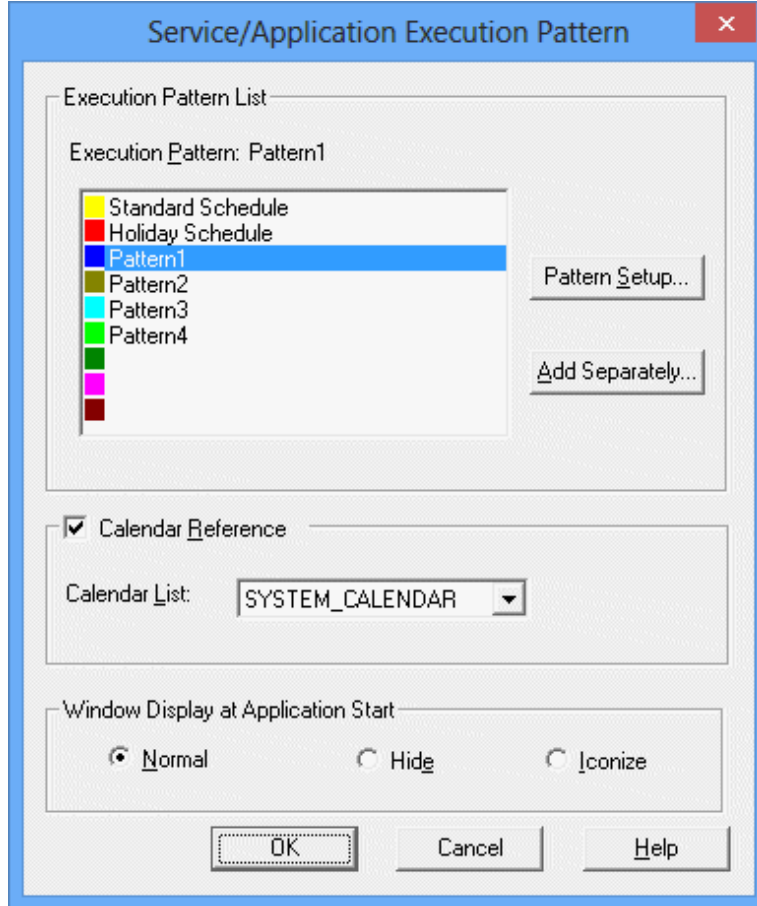 Service/Application Execution Pattern
Execution Pattern List
Execution Pattern: Pattern1
Standard Schedule
Holiday Schedule
Pattern1
Pattern2
Pattern3
Pattern4
Pattern Setup...
Add Separately...
Calendar Reference
Calendar List: SYSTEM_CALENDAR
Window Display at Application Start
Normal Hide Iconize
OK Cancel Help